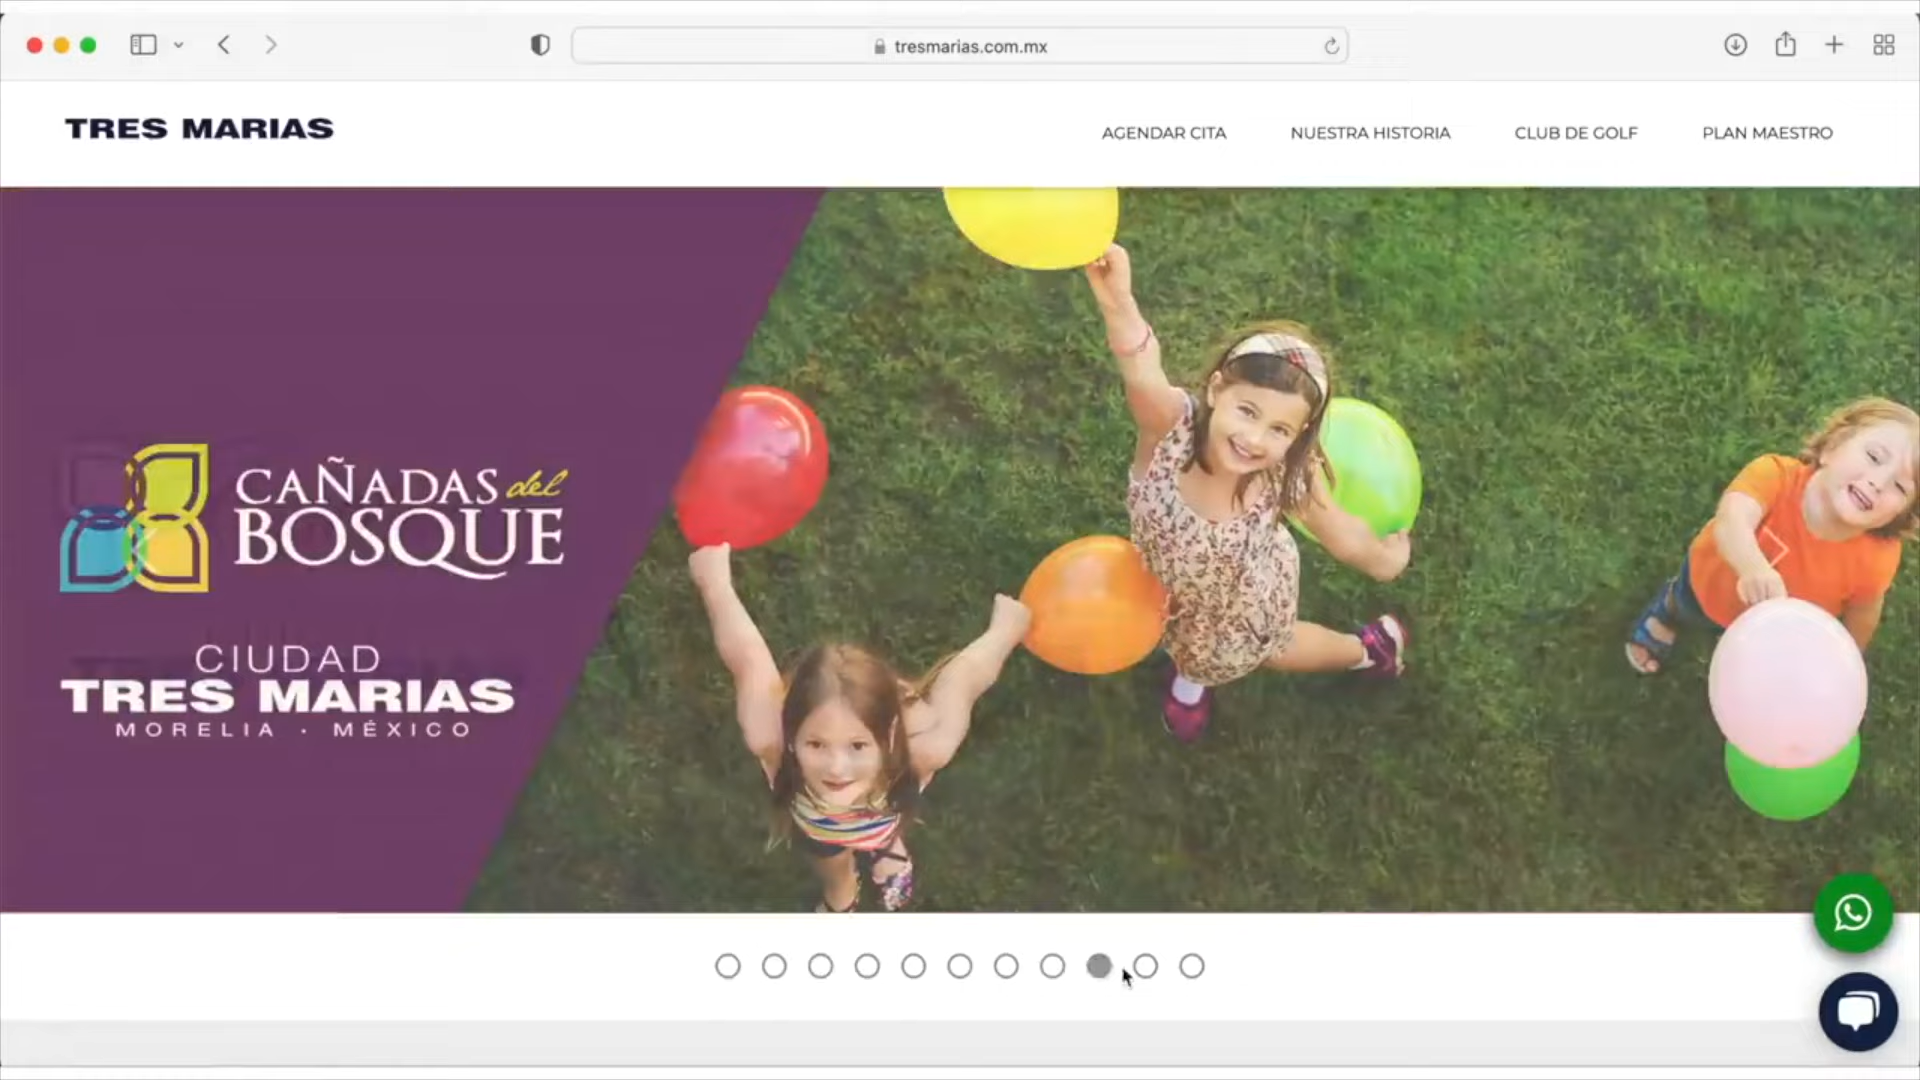 tresmarias.com.mx
TRES MARIAS
AGENDAR CITA
NUESTRA HISTORIA
CLUB DE GOLF
PLAN MAESTRO
CAÑADAS del
BOSQUE
CIUDAD
TRES MARIAS
MORELIA · MÉXICO